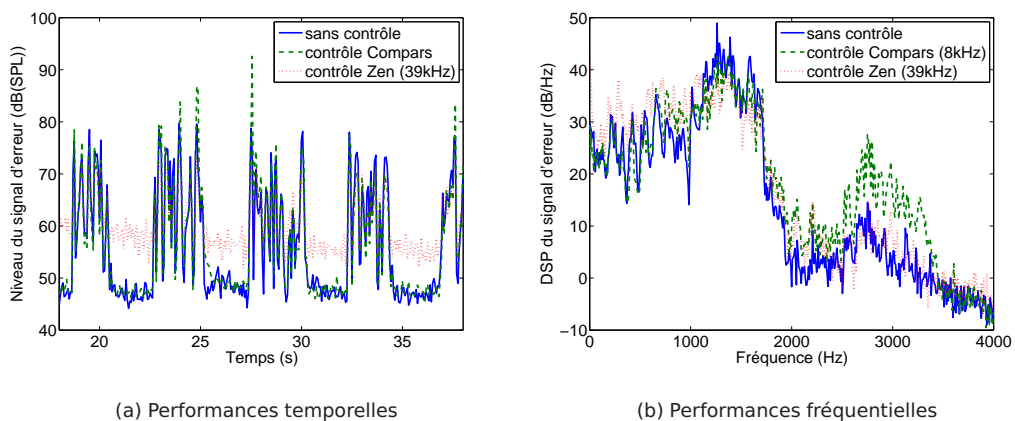 100
90
80
70
60
50
40
20
25
30
35
Niveau du signal d'erreur (dB(SPL))
Temps (s)
sans contrôle
contrôle Compars
contrôle Zen (39kHz)
(a) Performances temporelles
50
40
30
20
10
0
−10
0
1000
2000
3000
4000
DSP du signal d'erreur (dB/Hz)
Fréquence (Hz)
sans contrôle
contrôle Compars (8kHz)
contrôle Zen (39kHz)
(b) Performances fréquentielles